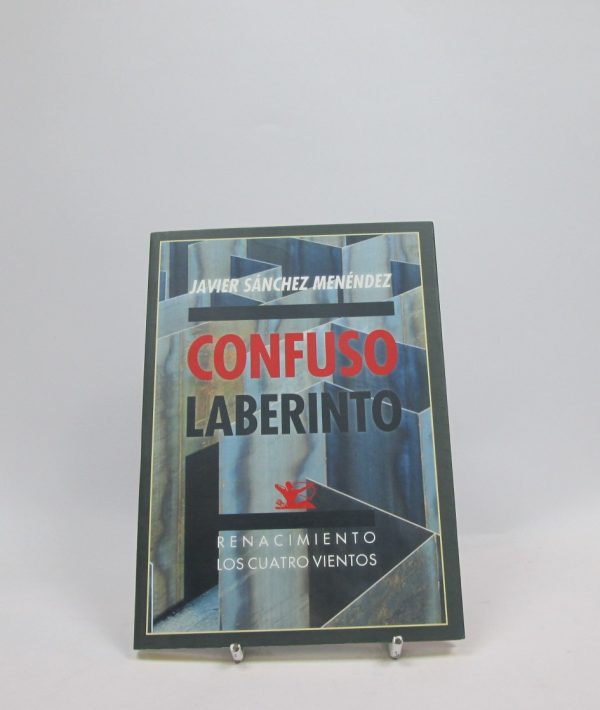 JAVIER SÁNCHEZ MENÉNDEZ
CONFUSO
LABERINTO
RENACIMIENTO
LOS CUATRO VIENTOS